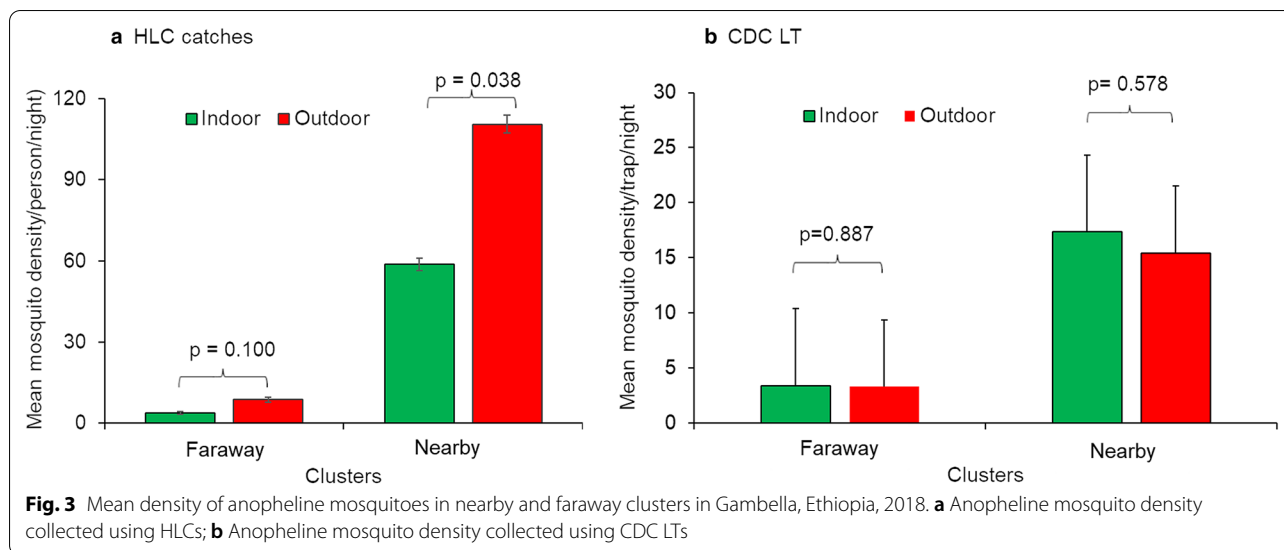 a HLC catches
Mean mosquito density/person/night)
120
90
60
30
0
Indoor Outdoor
p = 0.038
p = 0.100
Faraway Nearby
Clusters
b CDC LT
Mean mosquito density/trap/night
30
25
20
15
10
5
0
Indoor Outdoor
p= 0.578
p=0.887
Faraway Nearby
Clusters
Fig. 3 Mean density of anopheline mosquitoes in nearby and faraway clusters in Gambella, Ethiopia, 2018. a Anopheline mosquito density
collected using HLCs; b Anopheline mosquito density collected using CDC LTs